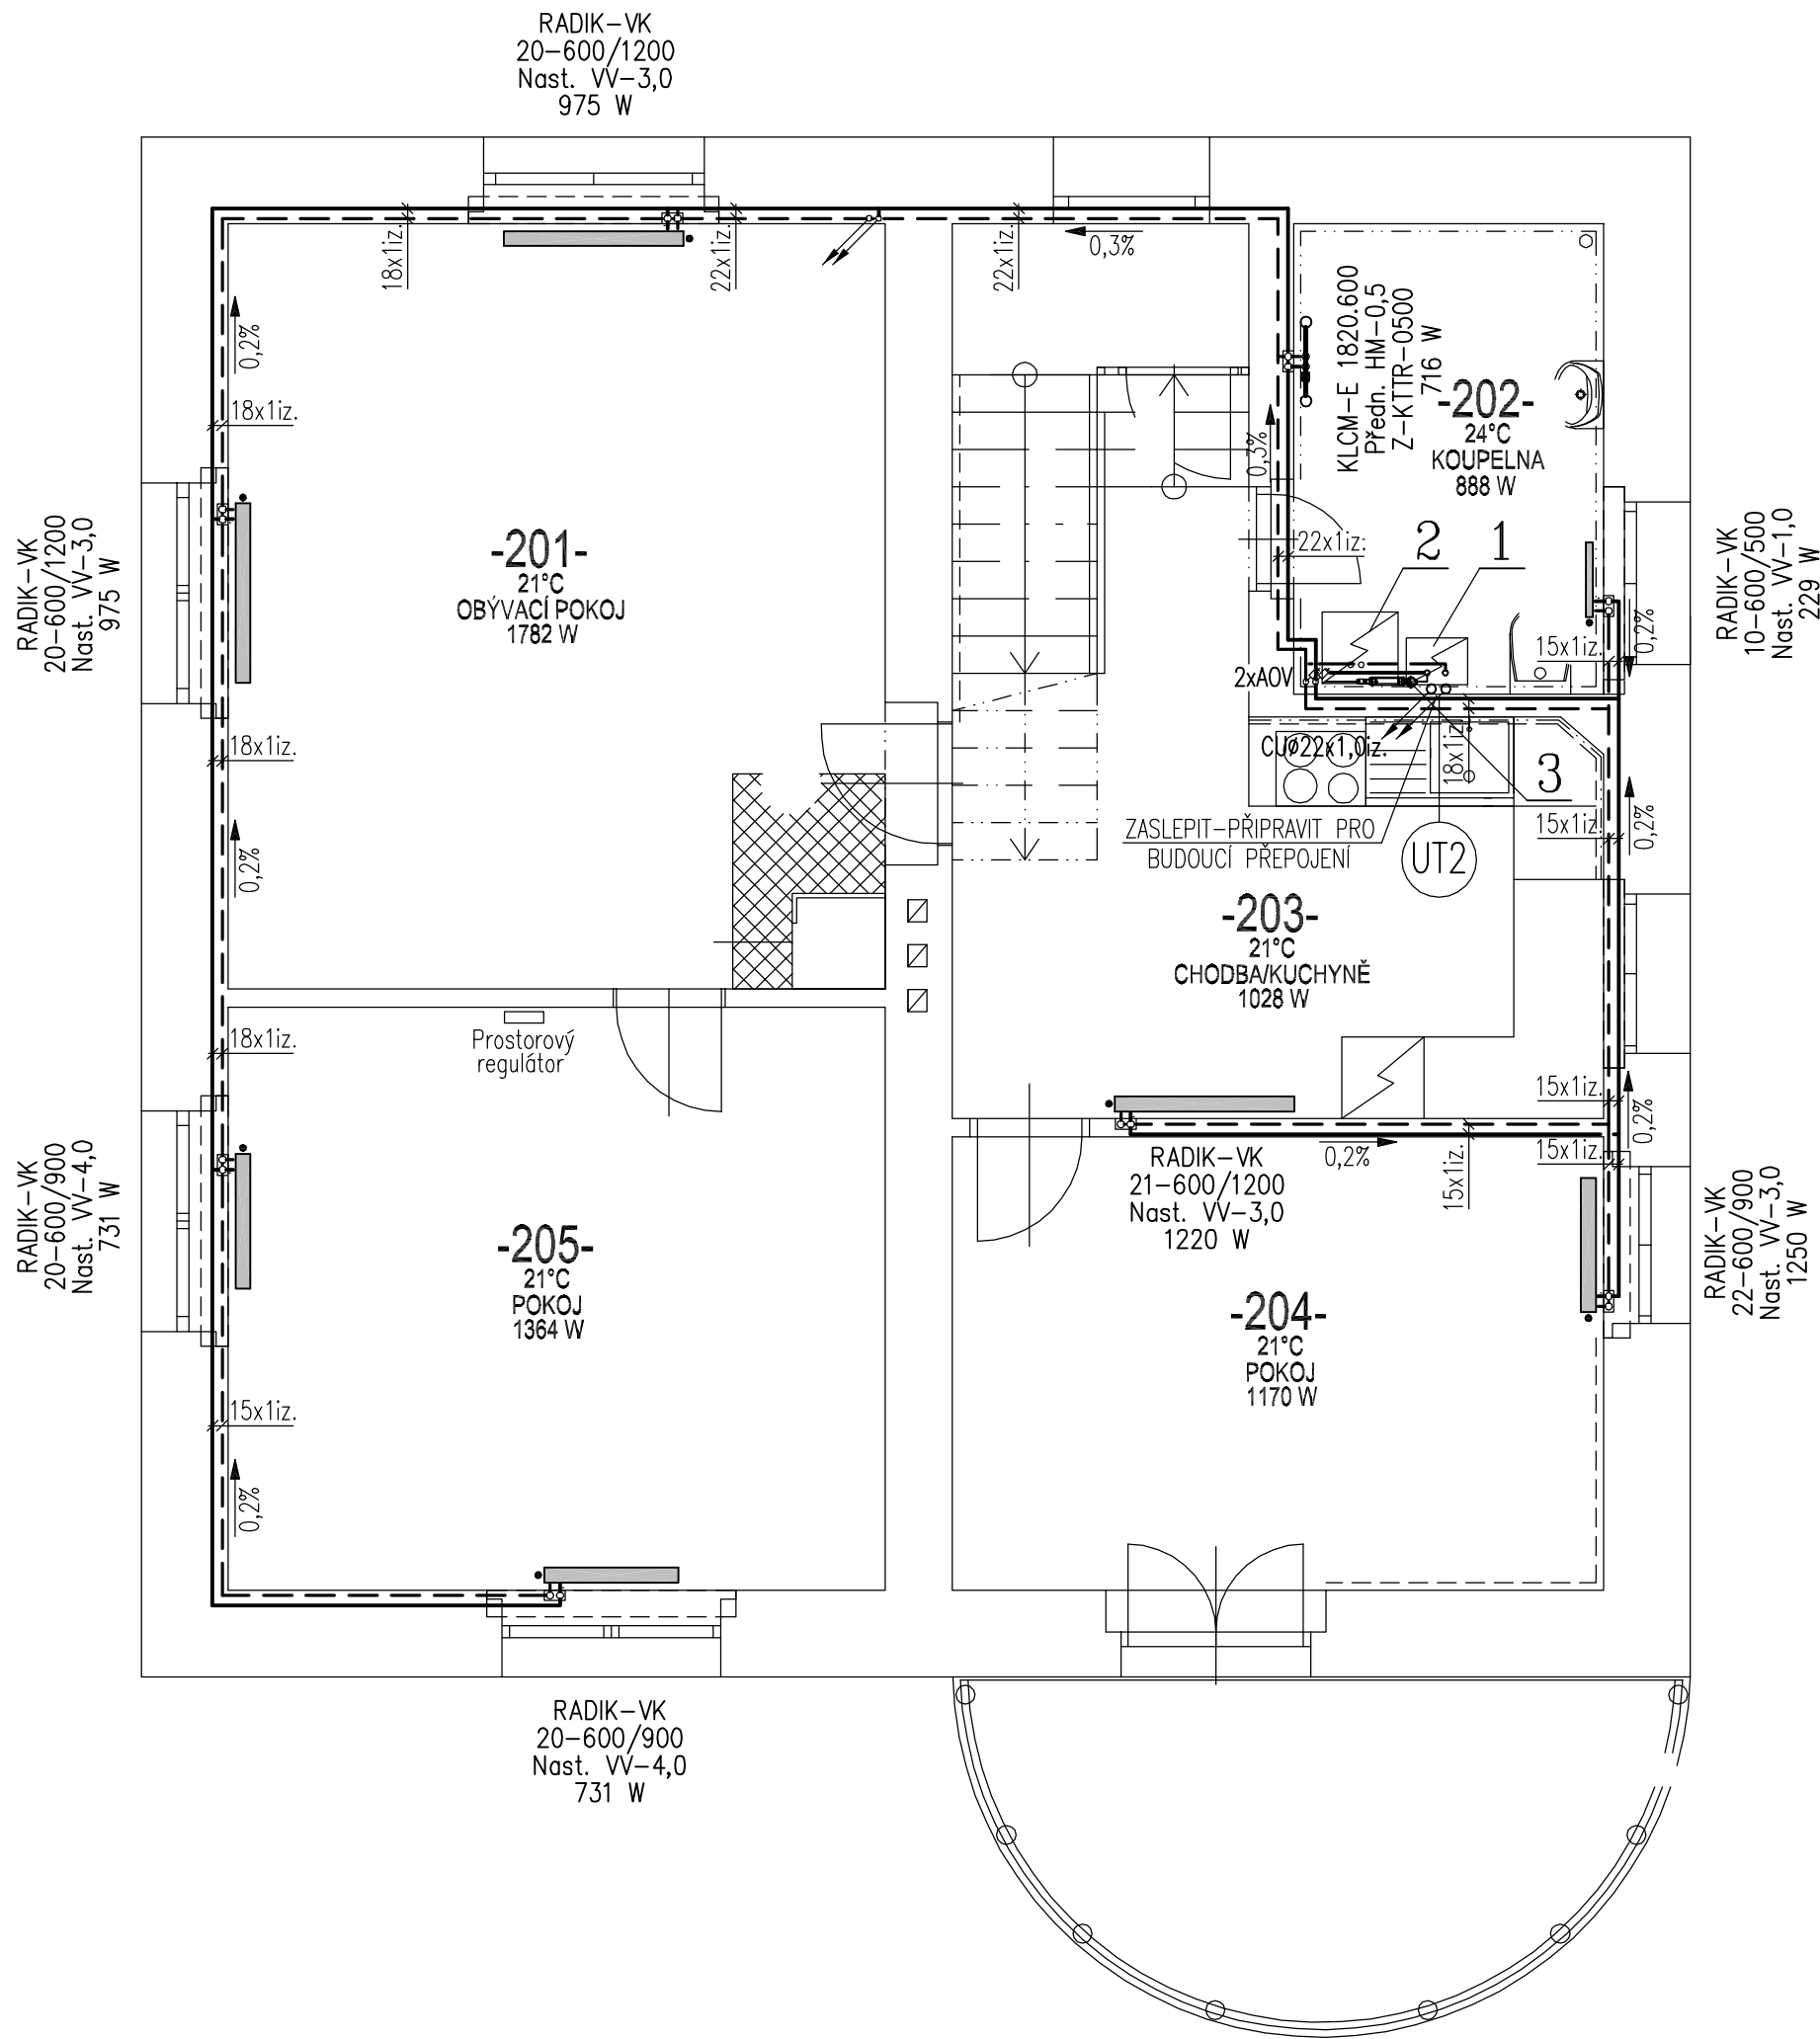 RADIK-VK
20-600/1200
Nast. VV-3,0
975 W
18x1iz.
22x1iz.
22x1iz.
0,3%
0,2%
18x1iz.
KLCM-E 1820.600
Předn. HM-0,5
Z-KTTR-0500
716 W
-202-
24°C
KOUPELNA
888 W
0,3%
RADIK-VK
20-600/1200
Nast. VV-3,0
975 W
-201-
21°C
OBÝVACÍ POKOJ
1782 W
22x1iz.
2
1
RADIK-VK
10-600/500
Nast. VV-1,0
229 W
15x1iz.
0,2%
2xAOV
18x1iz.
CUø22x1,0iz.
18x1iz.
3
0,2%
15x1iz.
0,2%
ZASLEPIT-PŘIPRAVIT PRO
BUDOUCÍ PŘEPOJENÍ
UT2
-203-
21°C
CHODBA/KUCHYNĚ
1028 W
18x1iz.
Prostorový
regulátor
15x1iz.
0,2%
15x1iz.
RADIK-VK
20-600/900
Nast. VV-4,0
731 W
RADIK-VK
21-600/1200
Nast. VV-3,0
1220 W
0,2%
15x1iz.
RADIK-VK
22-600/900
Nast. VV-3,0
1250 W
-205-
21°C
POKOJ
1364 W
-204-
21°C
POKOJ
1170 W
15x1iz.
0,2%
RADIK-VK
20-600/900
Nast. VV-4,0
731 W